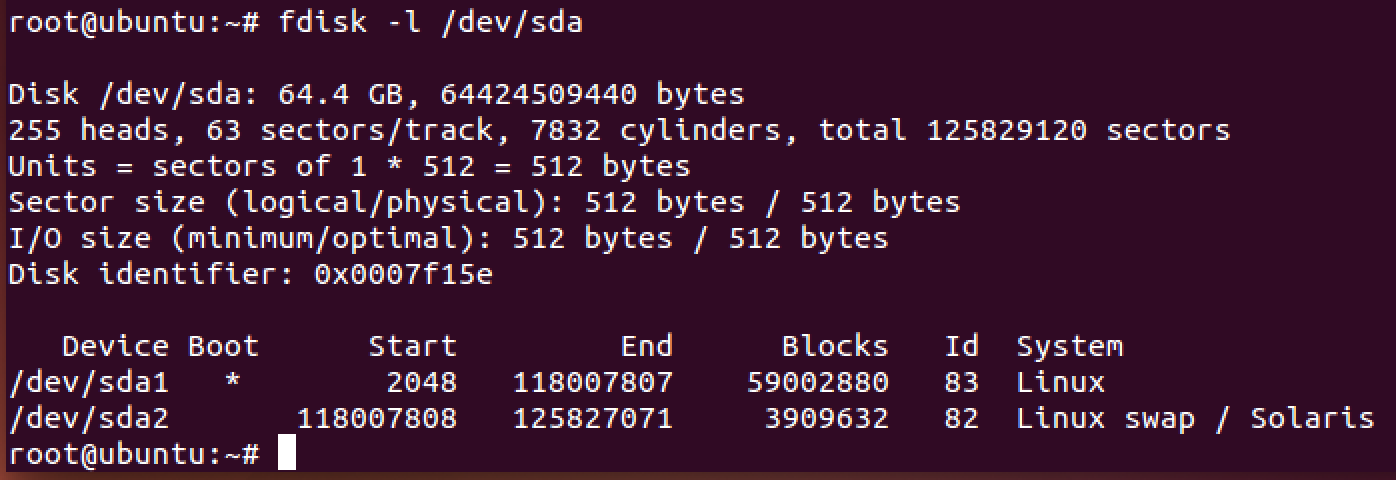 root@ubuntu:~# fdisk -l /dev/sda

Disk /dev/sda: 64.4 GB, 64424509440 bytes
255 heads, 63 sectors/track, 7832 cylinders, total 125829120 sectors
Units = sectors of 1 * 512 = 512 bytes
Sector size (logical/physical): 512 bytes / 512 bytes
I/O size (minimum/optimal): 512 bytes / 512 bytes
Disk identifier: 0x0007f15e

   Device Boot      Start         End      Blocks   Id  System
/dev/sda1   *        2048   118007807    59002880   83  Linux
/dev/sda2       118007808   125827071     3909632   82  Linux swap / Solaris
root@ubuntu:~#